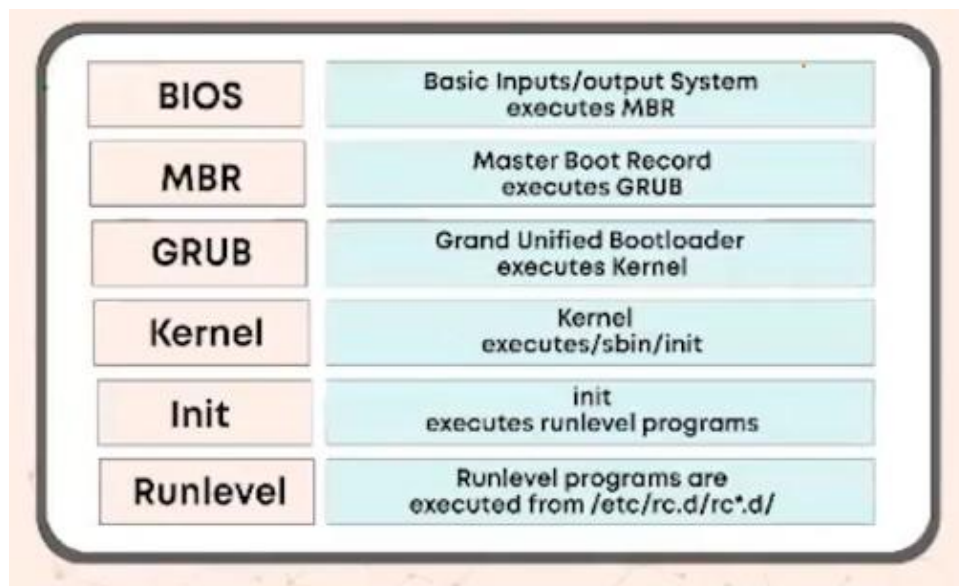 BIOS
Basic Inputs/output System
executes MBR
MBR
Master Boot Record
executes GRUB
GRUB
Grand Unified Bootloader
executes Kernel
Kernel
Kernel
executes/sbin/init
Init
init
executes runlevel programs
Runlevel
Runlevel programs are
executed from /etc/rc.d/rc*.d/